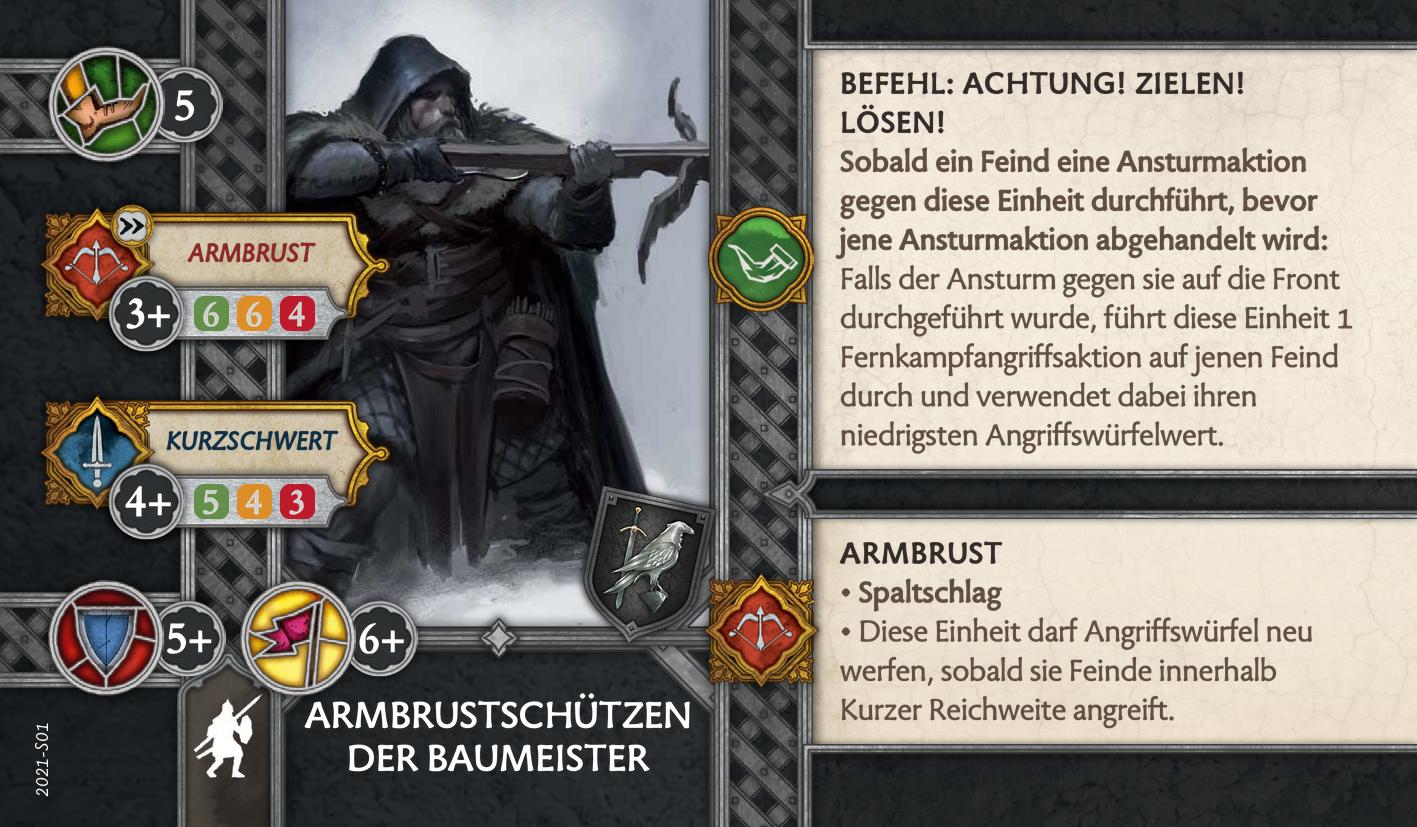 5
ARMBRUST
3+ 6 6 4
KURZSCHWERT
4+ 5 4 3
5+ 6+
ARMBRUSTSCHÜTZEN
DER BAUMEISTER
2021-S01
BEFEHL: ACHTUNG! ZIELEN!
LÖSEN!
Sobald ein Feind eine Ansturmaktion
gegen diese Einheit durchführt, bevor
jene Ansturmaktion abgehandelt wird:
Falls der Ansturm gegen sie auf die Front
durchgeführt wurde, führt diese Einheit 1
Fernkampfangriffsaktion auf jenen Feind
durch und verwendet dabei ihren
niedrigsten Angriffswürfelwert.
ARMBRUST
• Spaltschlag
• Diese Einheit darf Angriffswürfel neu
werfen, sobald sie Feinde innerhalb
Kurzer Reichweite angreift.